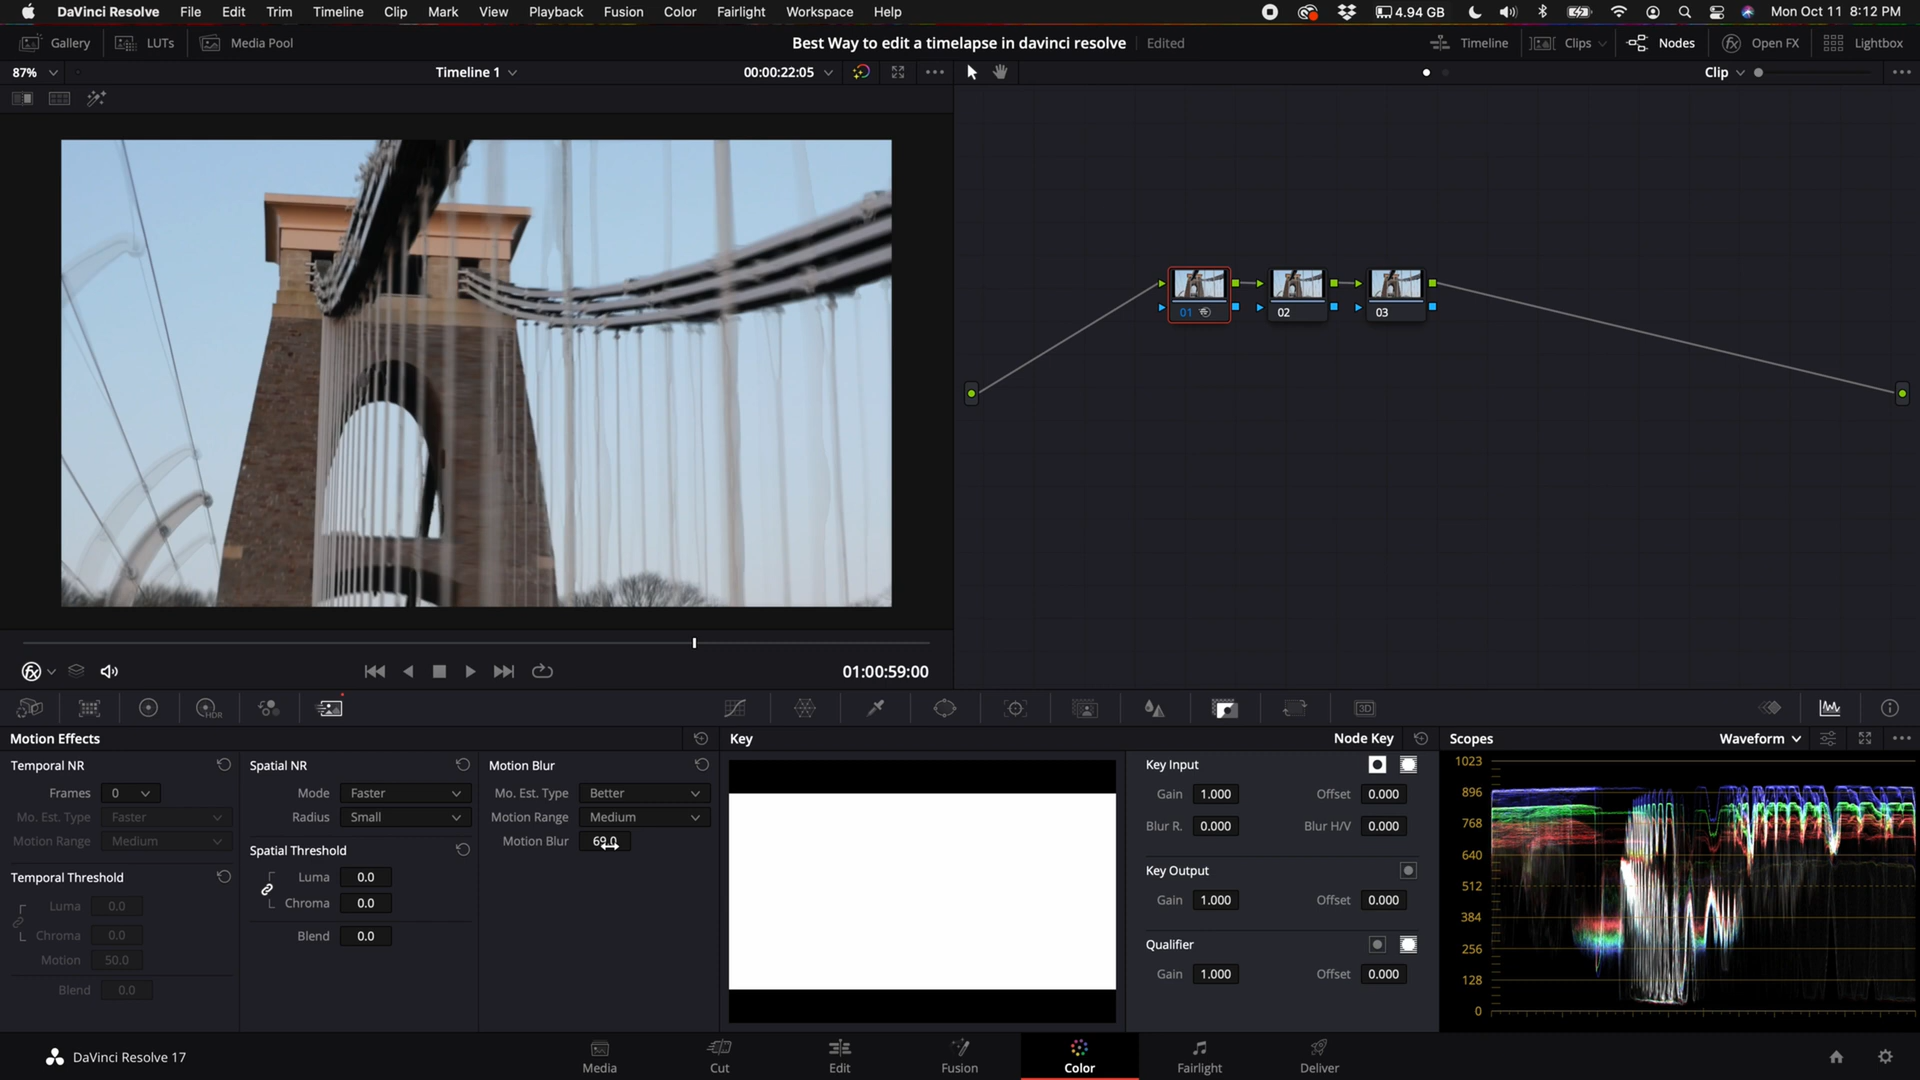 DaVinci Resolve File Edit Trim Timeline Clip Mark View Playback Fusion Color Fairlight Workspace Help 4.94 GB Mon Oct 11 8:12 PM
Gallery LUTs Media Pool Best Way to edit a timelapse in davinci resolve Edited Timeline Clips Nodes Open FX Lightbox
87% Timeline 1 00:00:22:05 Clip
01 02 03
01:00:59:00
HDR 3D
Motion Effects
Temporal NR
Frames 0
Mo. Est. Type Faster
Motion Range Medium
Temporal Threshold
Luma 0.0
Chroma 0.0
Motion 50.0
Blend 0.0
Spatial NR
Mode Faster
Radius Small
Spatial Threshold
Luma 0.0
Chroma 0.0
Blend 0.0
Motion Blur
Mo. Est. Type Better
Motion Range Medium
Motion Blur 69.0
Key Node Key
Key Input
Gain 1.000 Offset 0.000
Blur R. 0.000 Blur H/V 0.000
Key Output
Gain 1.000 Offset 0.000
Qualifier
Gain 1.000 Offset 0.000
Scopes Waveform
1023
896
768
640
512
384
256
128
0
DaVinci Resolve 17 Media Cut Edit Fusion Color Fairlight Deliver